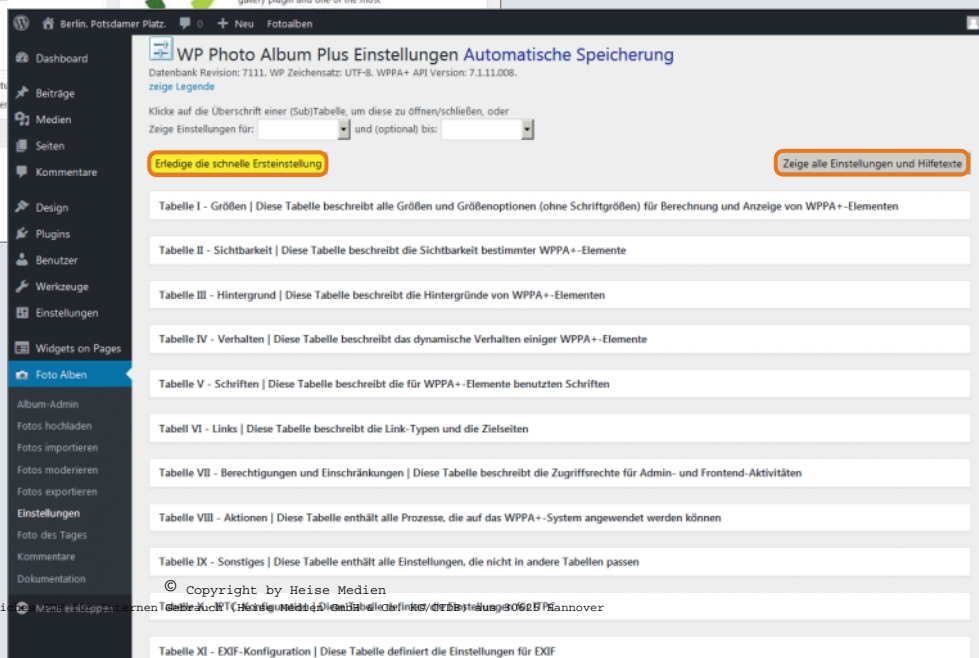 gallery plugin and one of the most
Berlin. Potsdamer Platz. 0 + Neu Fotoalben
Dashboard
Beiträge
Medien
Seiten
Kommentare
Design
Plugins
Benutzer
Werkzeuge
Einstellungen
Widgets on Pages
Foto Alben
Album-Admin
Fotos hochladen
Fotos importieren
Fotos moderieren
Fotos exportieren
Einstellungen
Foto des Tages
Kommentare
Dokumentation
WP Photo Album Plus Einstellungen Automatische Speicherung
Datenbank Revision: 7111. WP Zeichensatz: UTF-8. WPPA+ API Version: 7.1.11.008.
zeige Legende
Klicke auf die Überschrift einer (Sub)Tabelle, um diese zu öffnen/schließen, oder
Zeige Einstellungen für: und (optional) bis:
Erledige die schnelle Ersteinstellung
Zeige alle Einstellungen und Hilfetexte
Tabelle I - Größen | Diese Tabelle beschreibt alle Größen und Größenoptionen (ohne Schriftgrößen) für Berechnung und Anzeige von WPPA+-Elementen
Tabelle II - Sichtbarkeit | Diese Tabelle beschreibt die Sichtbarkeit bestimmter WPPA+-Elemente
Tabelle III - Hintergrund | Diese Tabelle beschreibt die Hintergründe von WPPA+-Elementen
Tabelle IV - Verhalten | Diese Tabelle beschreibt das dynamische Verhalten einiger WPPA+-Elemente
Tabelle V - Schriften | Diese Tabelle beschreibt die für WPPA+-Elemente benutzten Schriften
Tabell VI - Links | Diese Tabelle beschreibt die Link-Typen und die Zielseiten
Tabelle VII - Berechtigungen und Einschränkungen | Diese Tabelle beschreibt die Zugriffsrechte für Admin- und Frontend-Aktivitäten
Tabelle VIII - Aktionen | Diese Tabelle enthält alle Prozesse, die auf das WPPA+-System angewendet werden können
Tabelle IX - Sonstiges | Diese Tabelle enthält alle Einstellungen, die nicht in andere Tabellen passen
© Copyright by Heise Medien
Hannover
Tabelle XI - EXIF-Konfiguration | Diese Tabelle definiert die Einstellungen für EXIF